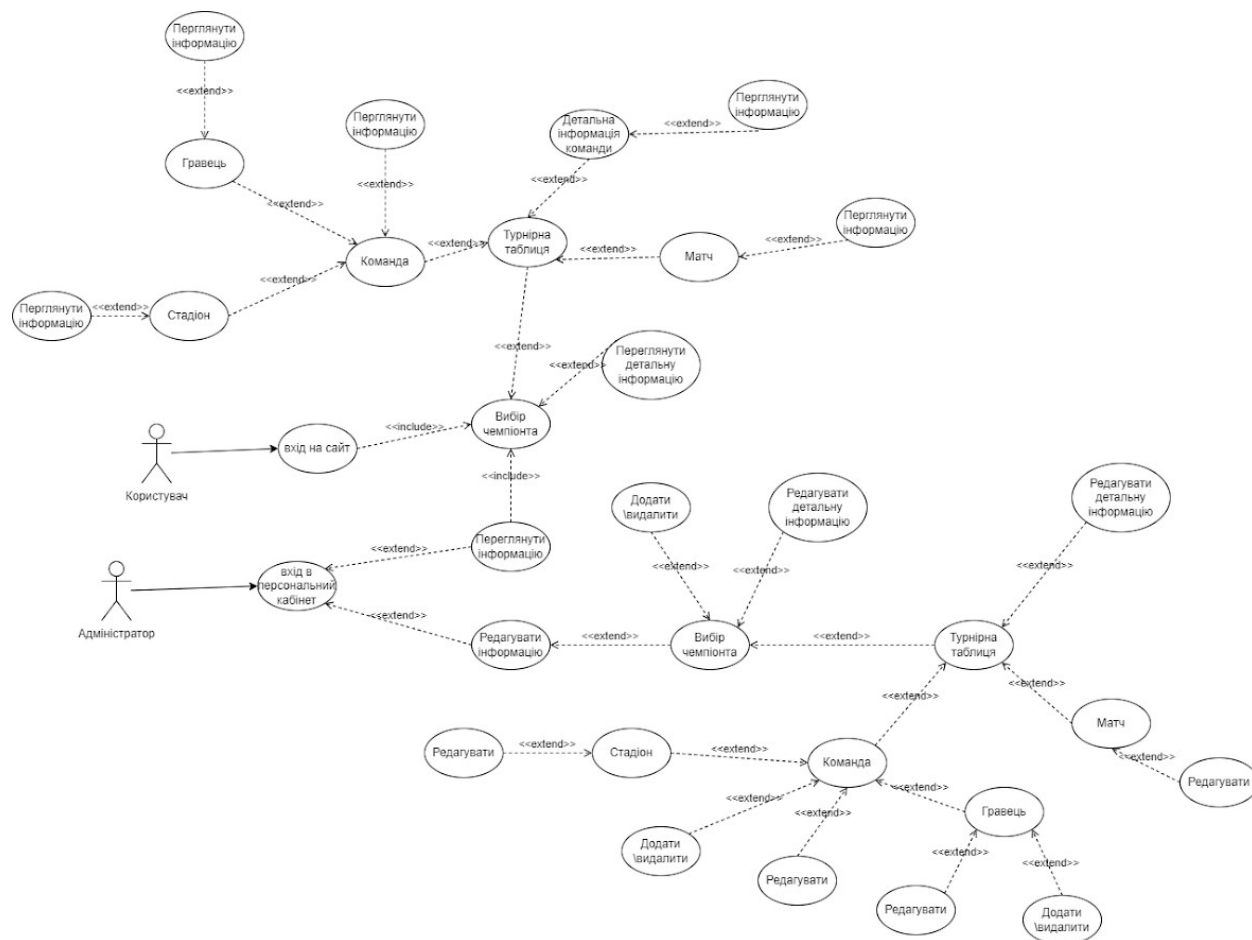 Перглянути
інформацію
<<extend>>
Гравець
<<extend>>
Перглянути
інформацію
<<extend>>
Детальна
інформація
команди
<<extend>>
Перглянути
інформацію
<<extend>>
Турнірна
таблиця
<<extend>>
Матч
<<extend>>
Перглянути
інформацію
Команда
<<extend>>
<<extend>>
Перглянути
інформацію
<<extend>>
Стадіон
<<extend>>
<<extend>>
Переглянути
детальну
інформацію
Вибір
чемпіонта
<<include>>
вхід на сайт
Користувач
<<include>>
Переглянути
інформацію
<<extend>>
вхід в
персональний
кабінет
Адміністратор
<<extend>>
Редагувати
інформацію
<<extend>>
Додати
\видалити
<<extend>>
Редагувати
детальну
інформацію
<<extend>>
Вибір
чемпіонта
<<extend>>
Редагувати
детальну
інформацію
<<extend>>
Турнірна
таблиця
<<extend>>
<<extend>>
Матч
<<extend>>
Редагувати
Редагувати
<<extend>>
Стадіон
<<extend>>
Команда
<<extend>>
<<extend>>
<<extend>>
Гравець
Додати
\видалити
Редагувати
<<extend>>
<<extend>>
Редагувати
Додати
\видалити